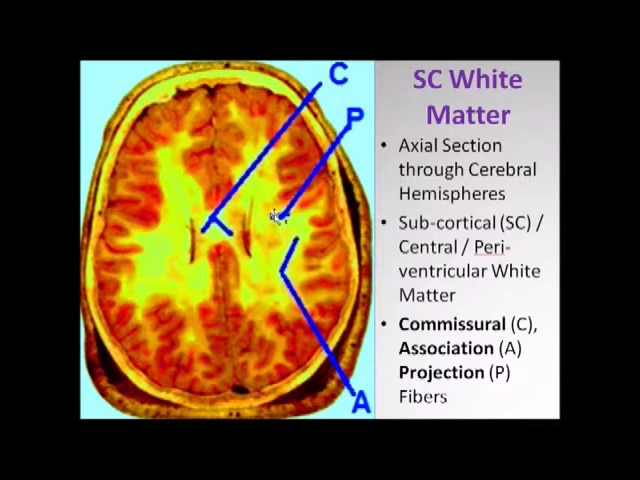 C
P
A
SC White
Matter
• Axial Section
through Cerebral
Hemispheres
• Sub-cortical (SC) /
Central / Peri-
ventricular White
Matter
• Commissural (C),
Association (A)
Projection (P)
Fibers